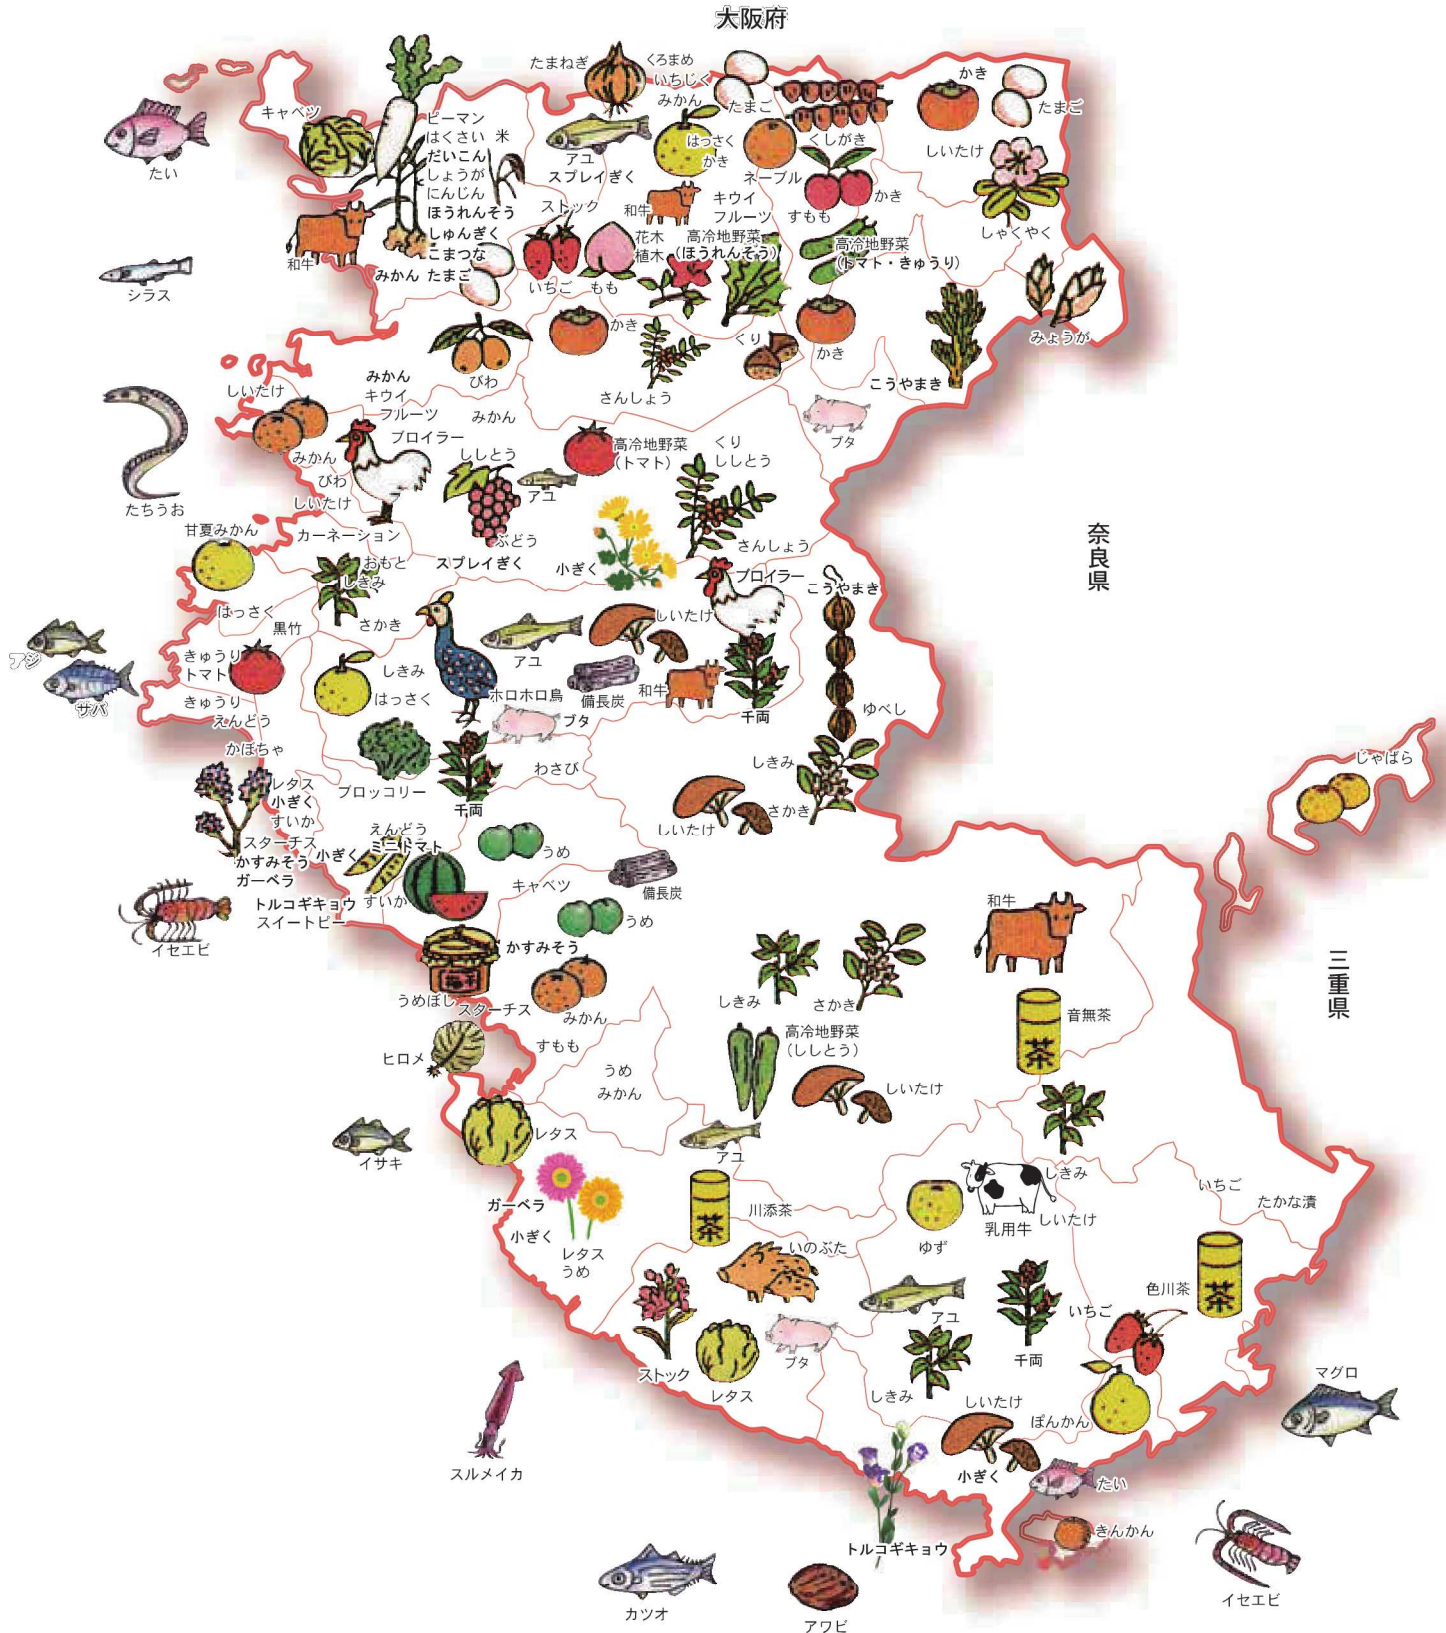 大阪府
たまねぎ
くろまめ
いちじく
みかん
たまご
かき
たまご
キャベツ
ピーマン
はくさい 米
だいこん
しょうが
にんじん
ほうれんそう
しゅんぎく
こまつな
みかん たまご
たい
アユ
スプレイぎく
はっさく
かき
ネーブル
くしがき
しいたけ
和牛
ストック
和牛
キウイ
フルーツ
すもも
かき
しゃくやく
花木
植木
高冷地野菜
(ほうれんそう)
高冷地野菜
(トマト・きゅうり)
いちご
もも
シラス
みょうが
びわ
かき
さんしょう
くり
かき
こうやまき
しいたけ
みかん
キウイ
フルーツ
みかん
ブタ
みかん
ブロイラー
びわ
しいたけ
ししとう
アユ
ぶどう
高冷地野菜
(トマト)
くり
ししとう
さんしょう
たちうお
甘夏みかん
カーネーション
おもと
しきみ
スプレイぎく
小ぎく
ブロイラー
こうやまき
はっさく
黒竹
さかき
アユ
しいたけ
アジ
サバ
きゅうり
トマト
しきみ
はっさく
ホロホロ鳥
備長炭
和牛
千両
ゆべし
きゅうり
えんどう
かぼちゃ
ブタ
奈良県
わさび
しきみ
さかき
しいたけ
じゃばら
レタス
小ぎく
すいか
スターチス
かすみそう
ガーベラ
ブロッコリー
千両
えんどう
ミニトマト
小ぎく
すいか
うめ
キャベツ
備長炭
うめ
トルコギキョウ
スイートピー
イセエビ
かすみそう
うめぼし
スターチス
みかん
すもも
しきみ
さかき
和牛
三重県
音無茶
茶
ヒロメ
うめ
みかん
高冷地野菜
(ししとう)
しいたけ
イサキ
レタス
アユ
しきみ
ガーベラ
小ぎく
レタス
うめ
川添茶
茶
ゆず
乳用牛
しいたけ
いちご
たかな漬
いのぶた
アユ
色川茶
茶
いちご
千両
ストック
レタス
ブタ
しきみ
しいたけ
ぽんかん
小ぎく
マグロ
スルメイカ
たい
きんかん
トルコギキョウ
イセエビ
カツオ
アワビ